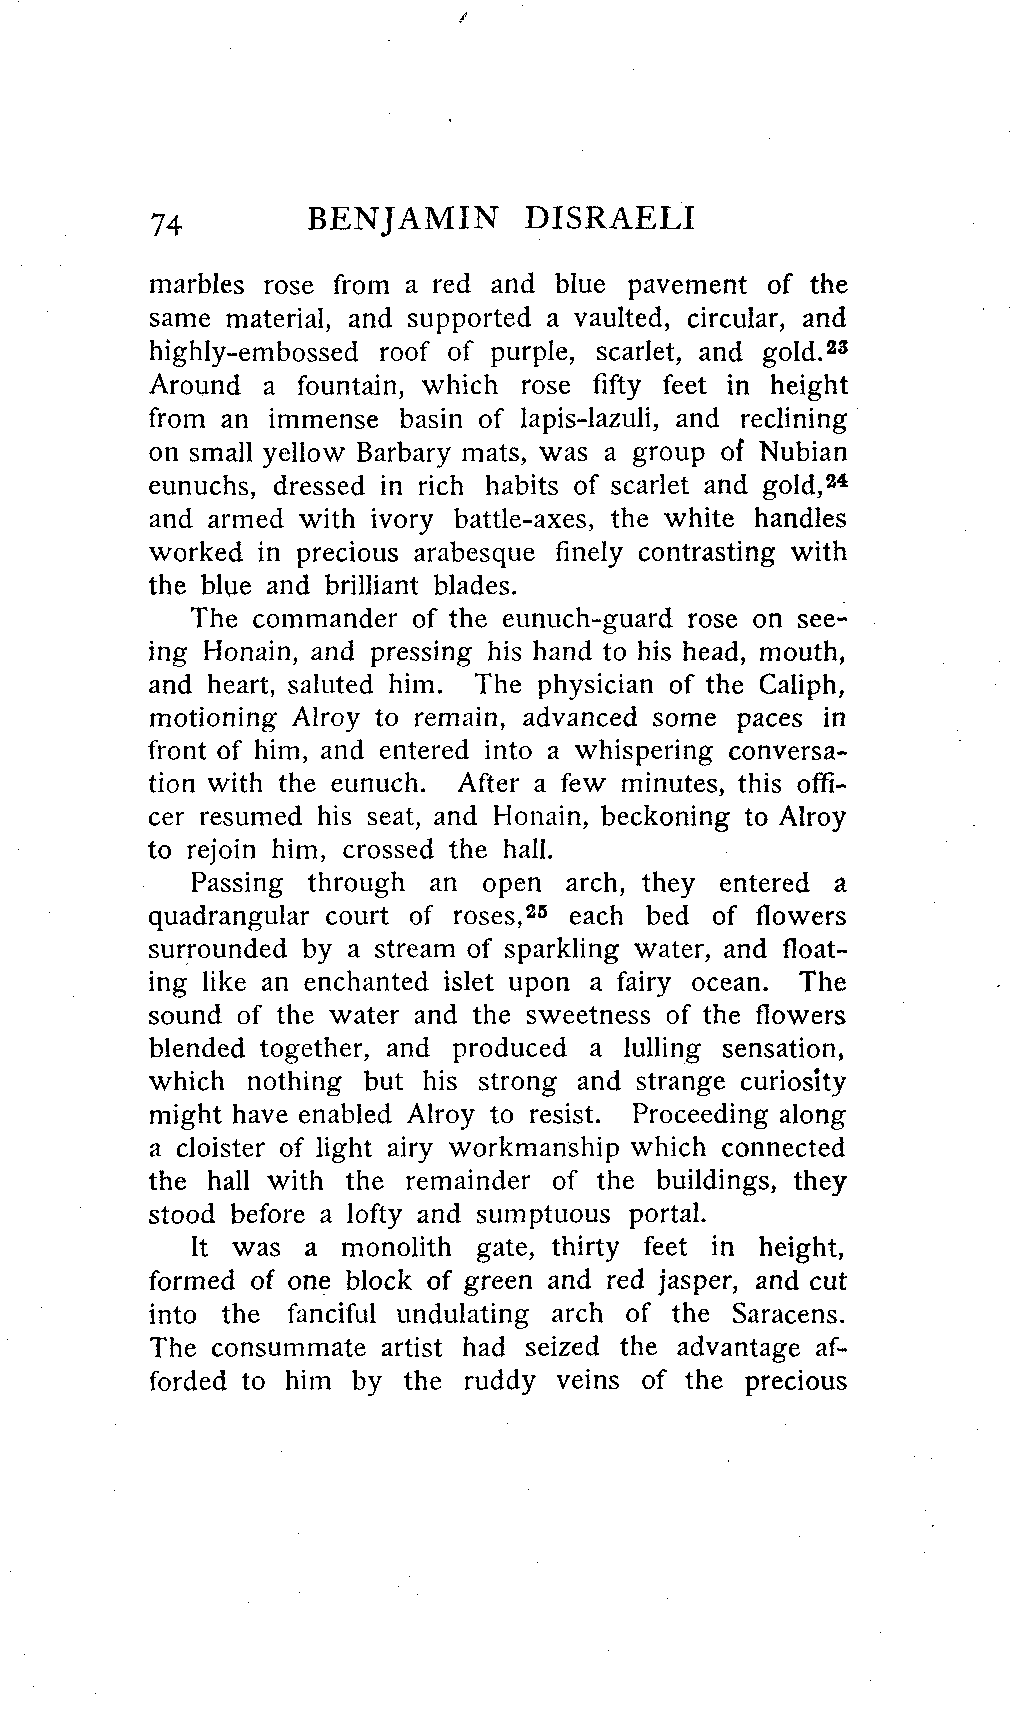 74 BENJAMIN DISRAELI
marbles rose from a red and blue pavement of the
same material, and supported a vaulted, circular, and
highly-embossed roof of purple, scarlet, and gold.²³
Around a fountain, which rose fifty feet in height
from an immense basin of lapis-lazuli, and reclining
on small yellow Barbary mats, was a group of Nubian
eunuchs, dressed in rich habits of scarlet and gold,²⁴
and armed with ivory battle-axes, the white handles
worked in precious arabesque finely contrasting with
the blue and brilliant blades.
The commander of the eunuch-guard rose on see-
ing Honain, and pressing his hand to his head, mouth,
and heart, saluted him. The physician of the Caliph,
motioning Alroy to remain, advanced some paces in
front of him, and entered into a whispering conversa-
tion with the eunuch. After a few minutes, this offi-
cer resumed his seat, and Honain, beckoning to Alroy
to rejoin him, crossed the hall.
Passing through an open arch, they entered a
quadrangular court of roses,²⁵ each bed of flowers
surrounded by a stream of sparkling water, and float-
ing like an enchanted islet upon a fairy ocean. The
sound of the water and the sweetness of the flowers
blended together, and produced a lulling sensation,
which nothing but his strong and strange curiosity
might have enabled Alroy to resist. Proceeding along
a cloister of light airy workmanship which connected
the hall with the remainder of the buildings, they
stood before a lofty and sumptuous portal.
It was a monolith gate, thirty feet in height,
formed of one block of green and red jasper, and cut
into the fanciful undulating arch of the Saracens.
The consummate artist had seized the advantage af-
forded to him by the ruddy veins of the precious